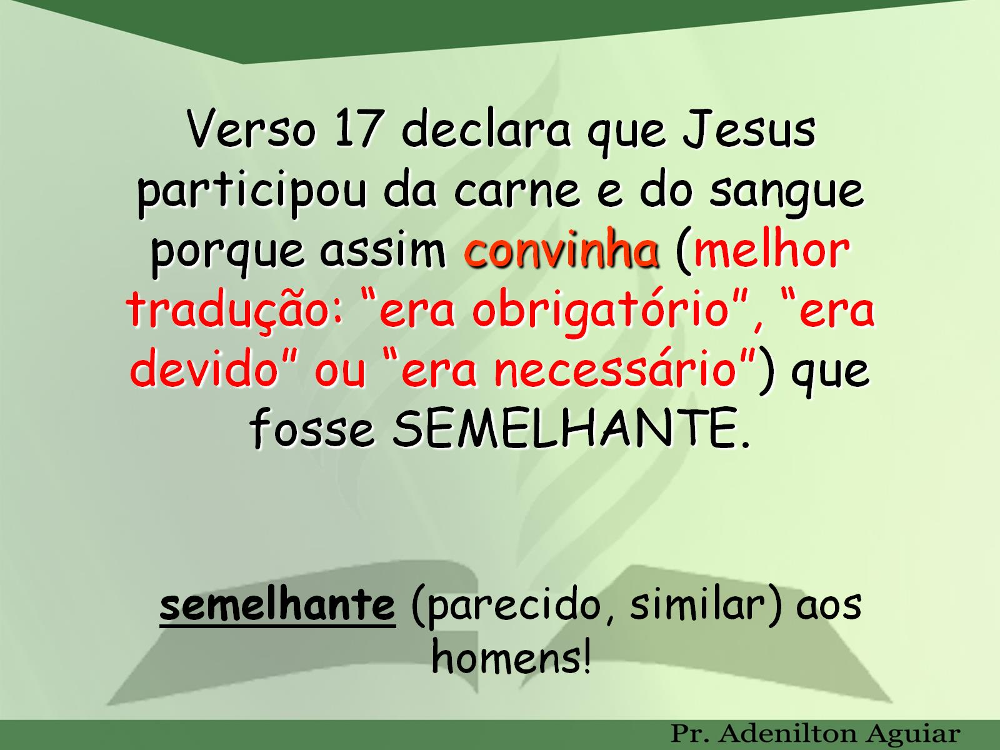 Verso 17 declara que Jesus
participou da carne e do sangue
porque assim convinha (melhor
tradução: “era obrigatório”, “era
devido” ou “era necessário”) que
fosse SEMELHANTE.
semelhante (parecido, similar) aos
homens!
Pr. Adenilton Aguiar